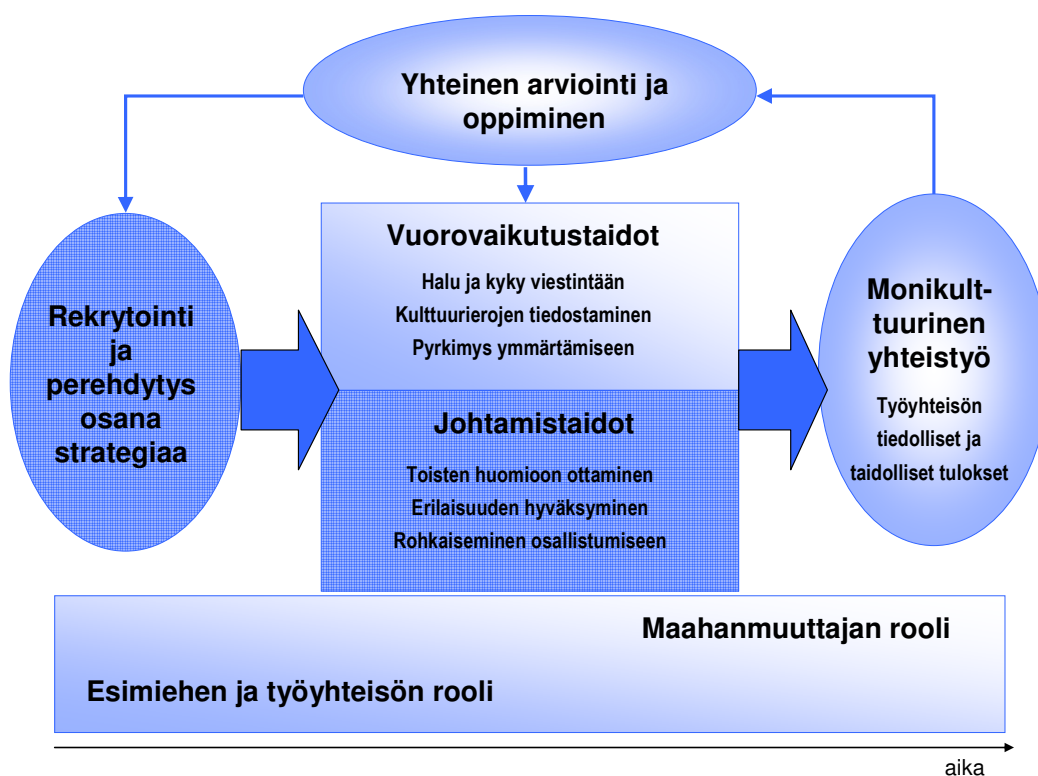 Yhteinen arviointi ja
oppiminen
Rekrytointi
ja
perehdytys
osana
strategiaa
Vuorovaikutustaidot
Halu ja kyky viestintään
Kulttuurierojen tiedostaminen
Pyrkimys ymmärtämiseen
Johtamistaidot
Toisten huomioon ottaminen
Erilaisuuden hyväksyminen
Rohkaiseminen osallistumiseen
Monikult-
tuurinen
yhteistyö
Työyhteisön
tiedolliset ja
taidolliset tulokset
Maahanmuuttajan rooli
Esimiehen ja työyhteisön rooli
aika